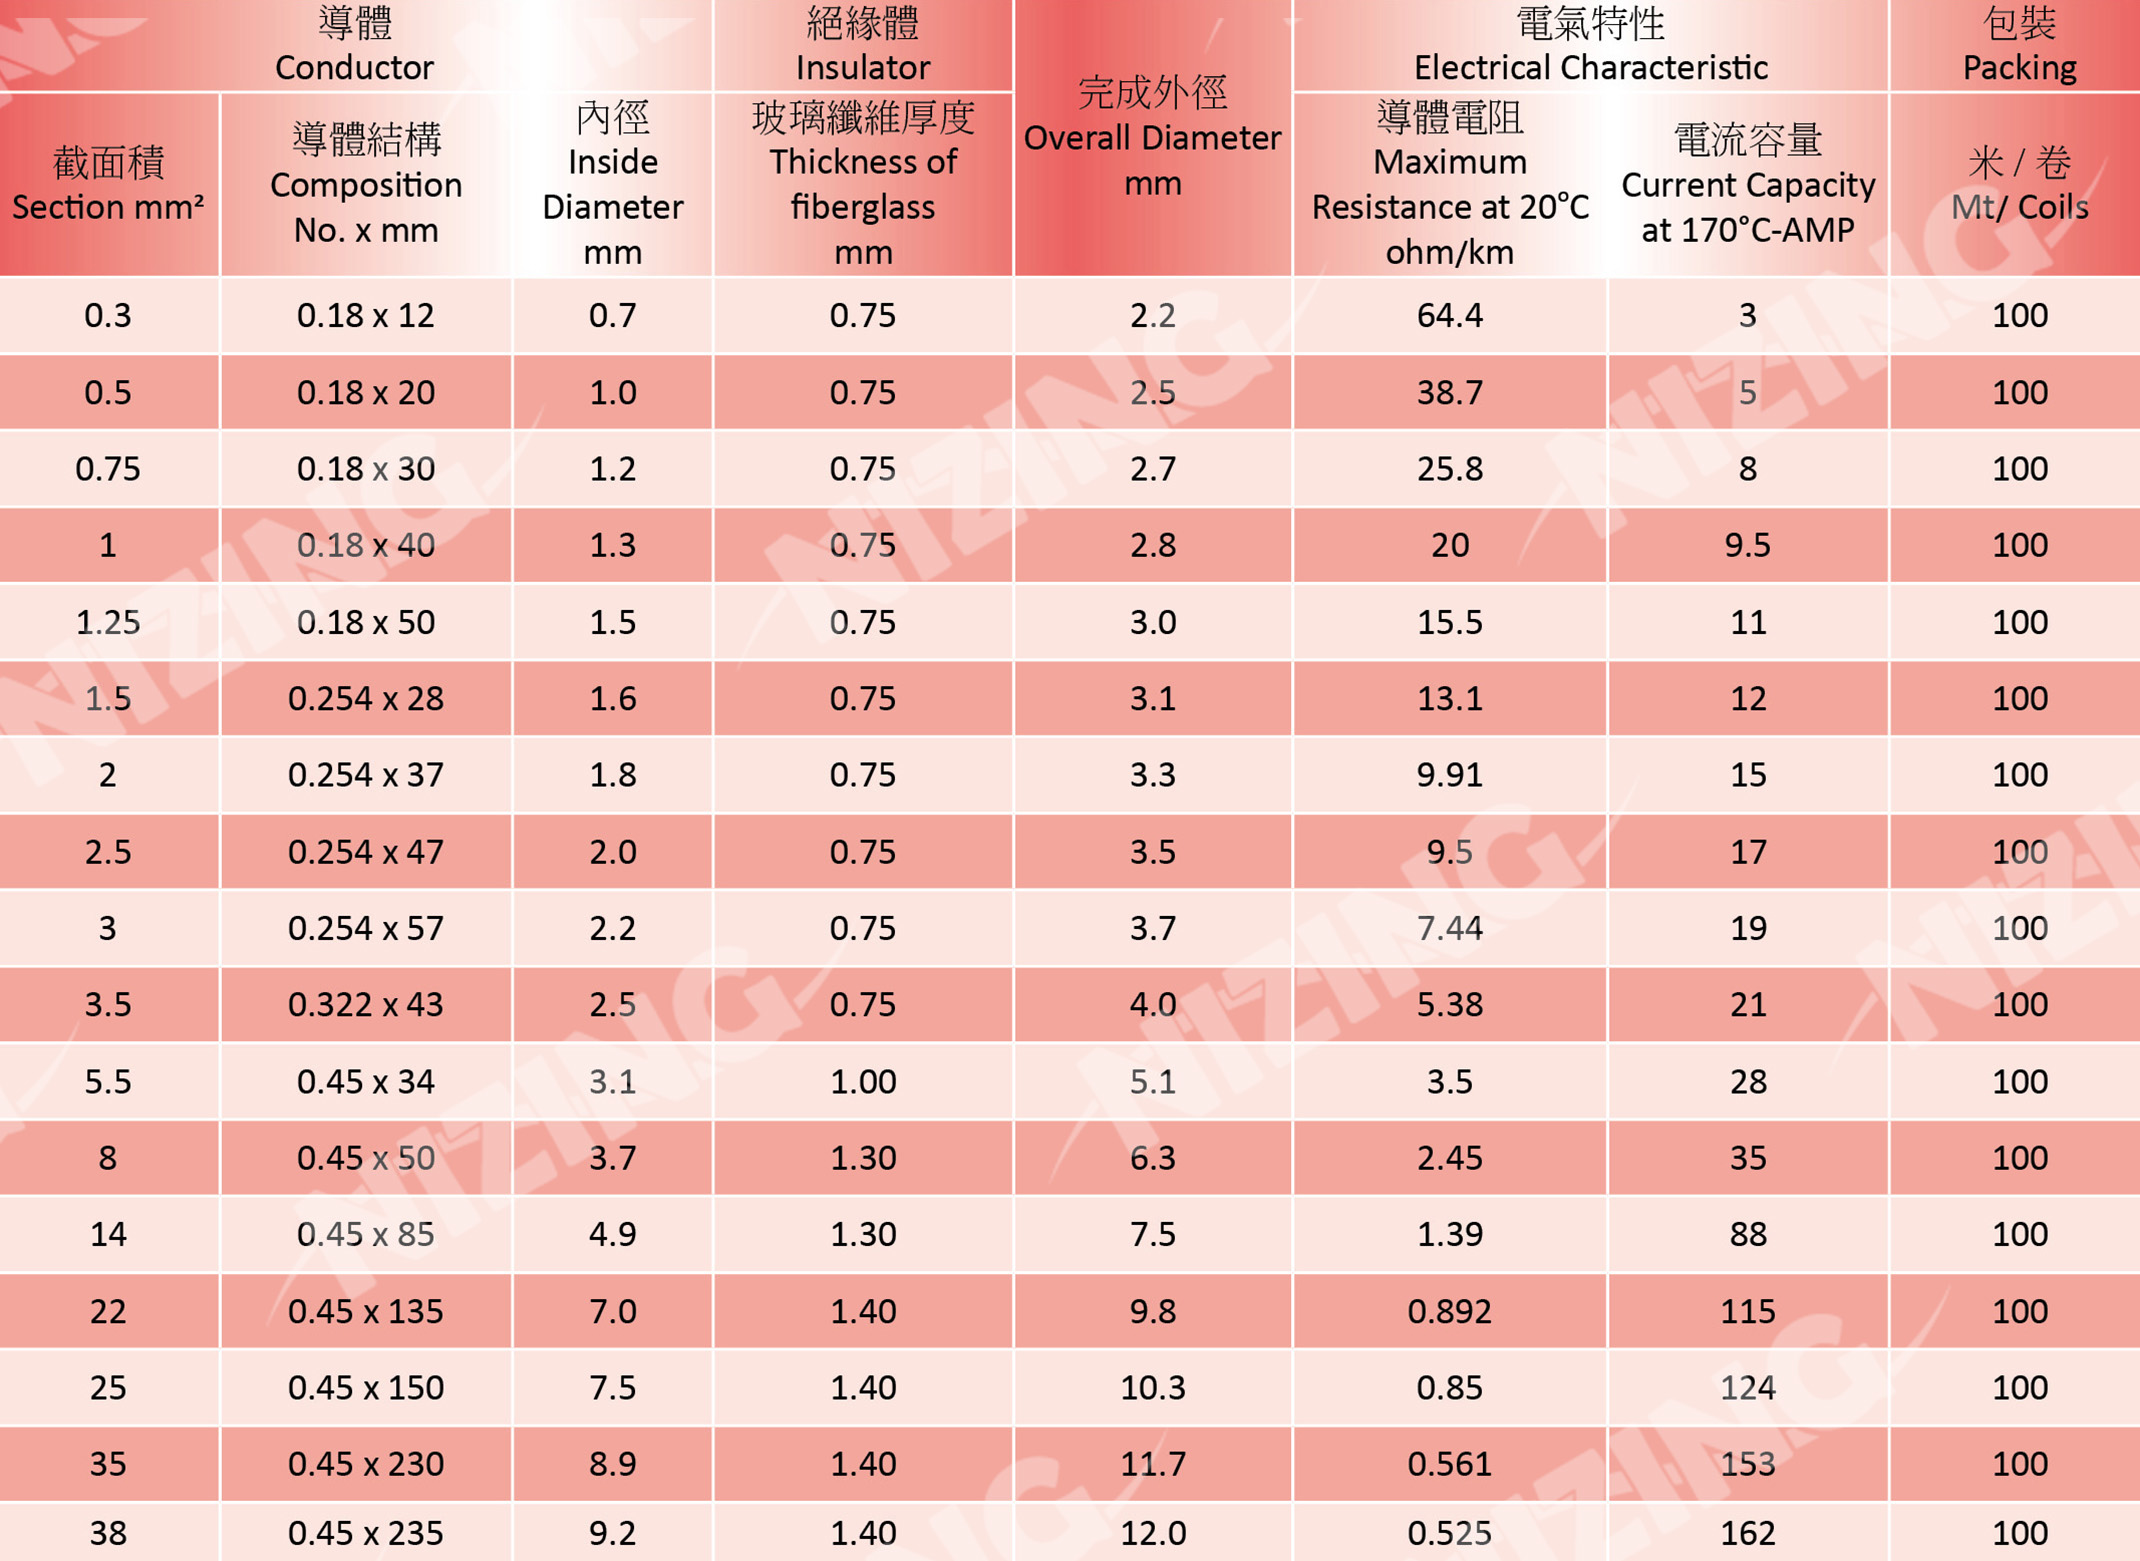 導體
Conductor
絕緣體
Insulator
完成外徑
Overall Diameter
mm
電氣特性
Electrical Characteristic
包裝
Packing
截面積
Section mm²
導體結構
Composition
No. x mm
內徑
Inside
Diameter
mm
玻璃纖維厚度
Thickness of
fiberglass
mm
導體電阻
Maximum
Resistance at 20°C
ohm/km
電流容量
Current Capacity
at 170°C-AMP
米 / 卷
Mt/ Coils
0.3 0.18 x 12 0.7 0.75 2.2 64.4 3 100
0.5 0.18 x 20 1.0 0.75 2.5 38.7 5 100
0.75 0.18 x 30 1.2 0.75 2.7 25.8 8 100
1 0.18 x 40 1.3 0.75 2.8 20 9.5 100
1.25 0.18 x 50 1.5 0.75 3.0 15.5 11 100
1.5 0.254 x 28 1.6 0.75 3.1 13.1 12 100
2 0.254 x 37 1.8 0.75 3.3 9.91 15 100
2.5 0.254 x 47 2.0 0.75 3.5 9.5 17 100
3 0.254 x 57 2.2 0.75 3.7 7.44 19 100
3.5 0.322 x 43 2.5 0.75 4.0 5.38 21 100
5.5 0.45 x 34 3.1 1.00 5.1 3.5 28 100
8 0.45 x 50 3.7 1.30 6.3 2.45 35 100
14 0.45 x 85 4.9 1.30 7.5 1.39 88 100
22 0.45 x 135 7.0 1.40 9.8 0.892 115 100
25 0.45 x 150 7.5 1.40 10.3 0.85 124 100
35 0.45 x 230 8.9 1.40 11.7 0.561 153 100
38 0.45 x 235 9.2 1.40 12.0 0.525 162 100
NIZING
NIZING
NIZING
NIZING
NIZING
NIZING
NIZING